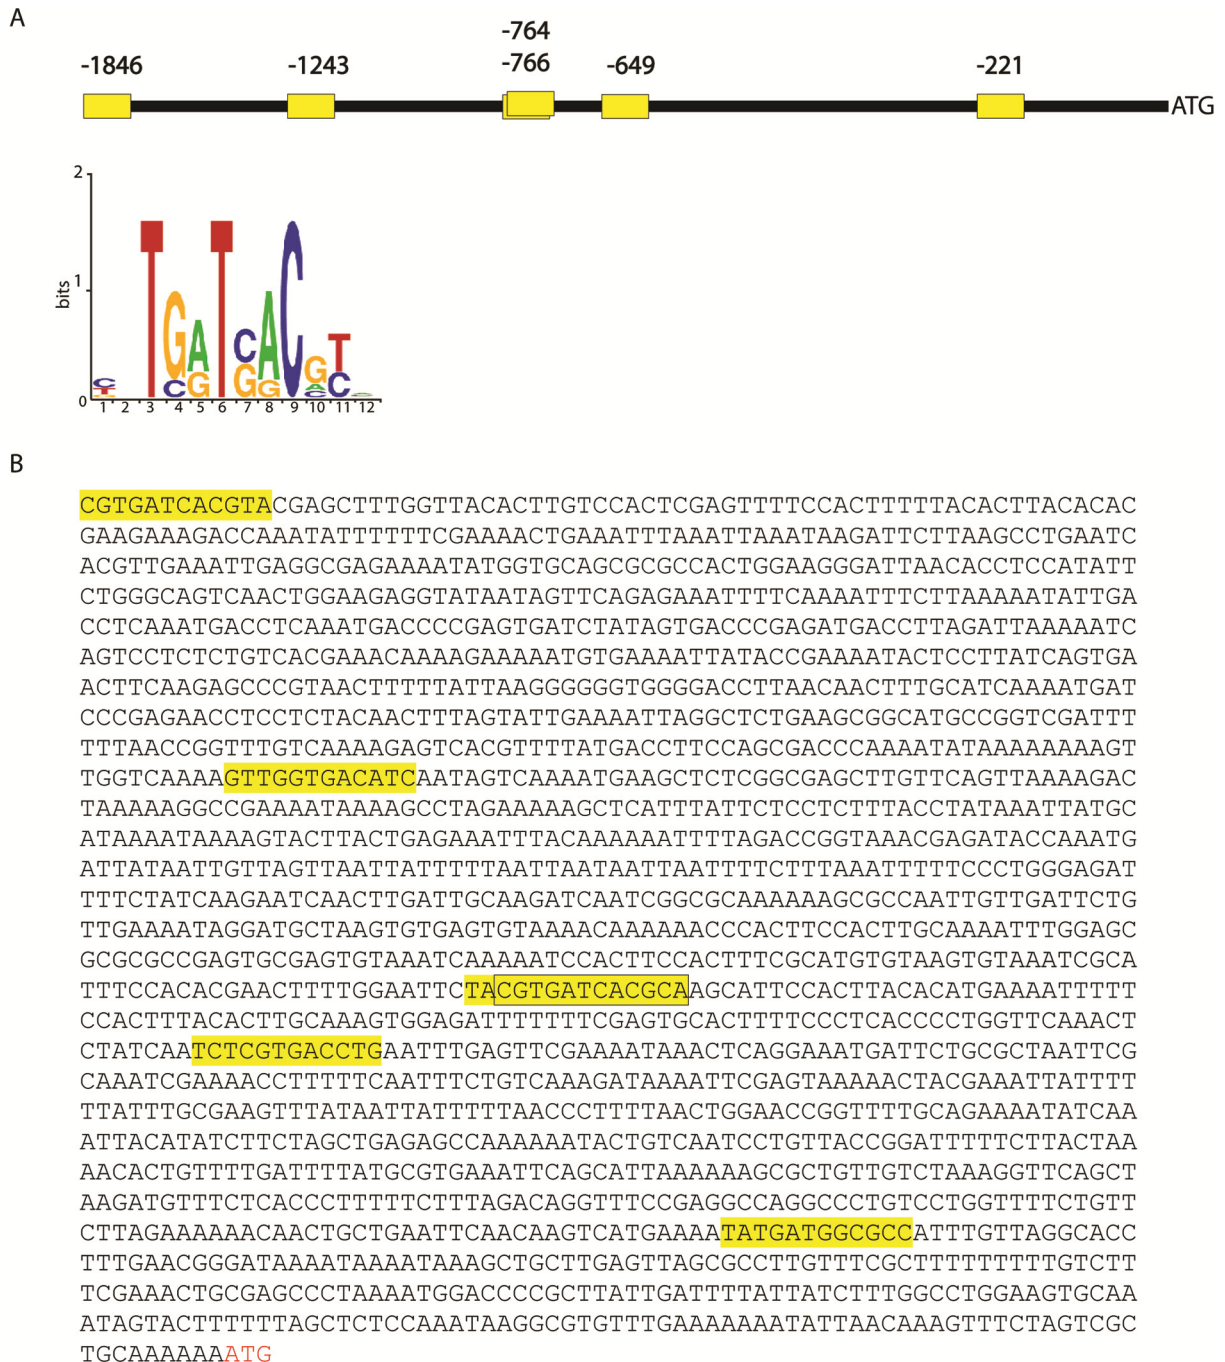 A
-764
-1846 -1243 -766 -649 -221
ATG
2
1
bits
0
1 2 3 4 5 6 7 8 9 10 11 12
B
CGTGATCACGTACGAGCTTTGGTTACACTTGTCCACTCGAGTTTTCCACTTTTTACACTTACACAC
GAAGAAAGACCAAATATTTTTTCGAAAACTGAAATTTAAATTAAATAAGATTCTTAAGCCTGAATC
ACGTTGAAATTGAGGCGAGAAAATATGGTGCAGCGCGCCACTGGAAGGGATTAACACCTCCATATT
CTGGGCAGTCAACTGGAAGAGGTATAATAGTTCAGAGAAATTTTCAAAATTTCTTAAAAATATTGA
CCTCAAATGACCTCAAATGACCCCGAGTGATCTATAGTGACCCGAGATGACCTTAGATTAAAAATC
AGTCCTCTCTGTCACGAAACAAAAGAAAAATGTGAAAATTATACCGAAAATACTCCTTATCAGTGA
ACTTCAAGAGCCCGTAACTTTTTATTAAGGGGGGTGGGGACCTTAACAACTTTGCATCAAAATGAT
CCCGAGAACCTCCTCTACAACTTTAGTATTGAAAATTAGGCTCTGAAGCGGCATGCCGGTCGATTT
TTTAACCGGTTTGTCAAAAGAGTCACGTTTTATGACCTTCCAGCGACCCAAAATATAAAAAAAAGT
TGGTCAAAAGTTGGTGACATCAATAGTCAAAATGAAGCTCTCGGCGAGCTTGTTCAGTTAAAAGAC
TAAAAAGGCCGAAAATAAAAGCCTAGAAAAAGCTCATTTATTCTCCTCTTTACCTATAAATTATGC
ATAAAATAAAAGTACTTACTGAGAAATTTACAAAAAATTTTAGACCGGTAAACGAGATACCAAATG
ATTATAATTGTTAGTTAATTATTTTTAATTAATAATTAATTTTCTTTAAATTTTTCCCTGGGAGAT
TTTCTATCAAGAATCAACTTGATTGCAAGATCAATCGGCGCAAAAAAGCGCCAATTGTTGATTCTG
TTGAAAATAGGATGCTAAGTGTGAGTGTAAAACAAAAAACCCACTTCCACTTGCAAAATTTGGAGC
GCGCGCCGAGTGCGAGTGTAAATCAAAAATCCACTTCCACTTTCGCATGTGTAAGTGTAAATCGCA
TTTCCACACGAACTTTTGGAATTCTACGTGATCACGCAAGCATTCCACTTACACATGAAAATTTTT
CCACTTTACACTTGCAAAGTGGAGATTTTTTTCGAGTGCACTTTTCCCTCACCCCTGGTTCAAACT
CTATCAATCTCGTGACCTGAATTTGAGTTCGAAAATAAACTCAGGAAATGATTCTGCGCTAATTCG
CAAATCGAAAACCTTTTTCAATTTCTGTCAAAGATAAAATTCGAGTAAAAACTACGAAATTATTTT
TTATTTGCGAAGTTTATAATTATTTTTAACCCTTTTAACTGGAACCGGTTTTGCAGAAAATATCAA
ATTACATATCTTCTAGCTGAGAGCCAAAAAATACTGTCAATCCTGTTACCGGATTTTTCTTACTAA
AACACTGTTTTGATTTTATGCGTGAAATTCAGCATTAAAAAAGCGCTGTTGTCTAAAGGTTCAGCT
AAGATGTTTCTCACCCTTTTTCTTTAGACAGGTTTCCGAGGCCAGGCCCTGTCCTGGTTTTCTGTT
CTTAGAAAAAACAACTGCTGAATTCAACAAGTCATGAAAATATGATGGCGCCATTTGTTAGGCACC
TTTGAACGGGATAAAATAAAATAAAGCTGCTTGAGTTAGCGCCTTGTTTCGCTTTTTTTTTGTCTT
TCGAAACTGCGAGCCCTAAAATGGACCCCGCTTATTGATTTTATTATCTTTGGCCTGGAAGTGCAA
ATAGTACTTTTTTAGCTCTCCAAATAAGGCGTGTTTGAAAAAAAATATTAACAAAGTTTCTAGTCGC
TGCAAAAAAATG